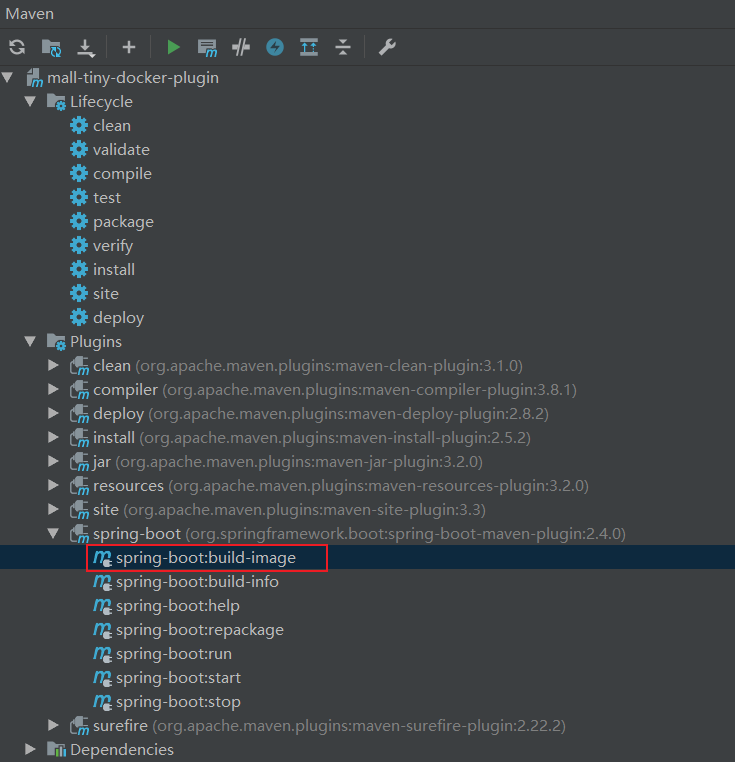 Maven
mall-tiny-docker-plugin
Lifecycle
clean
validate
compile
test
package
verify
install
site
deploy
Plugins
clean (org.apache.maven.plugins:maven-clean-plugin:3.1.0)
compiler (org.apache.maven.plugins:maven-compiler-plugin:3.8.1)
deploy (org.apache.maven.plugins:maven-deploy-plugin:2.8.2)
install (org.apache.maven.plugins:maven-install-plugin:2.5.2)
jar (org.apache.maven.plugins:maven-jar-plugin:3.2.0)
resources (org.apache.maven.plugins:maven-resources-plugin:3.2.0)
site (org.apache.maven.plugins:maven-site-plugin:3.3)
spring-boot (org.springframework.boot:spring-boot-maven-plugin:2.4.0)
spring-boot:build-image
spring-boot:build-info
spring-boot:help
spring-boot:repackage
spring-boot:run
spring-boot:start
spring-boot:stop
surefire (org.apache.maven.plugins:maven-surefire-plugin:2.22.2)
Dependencies